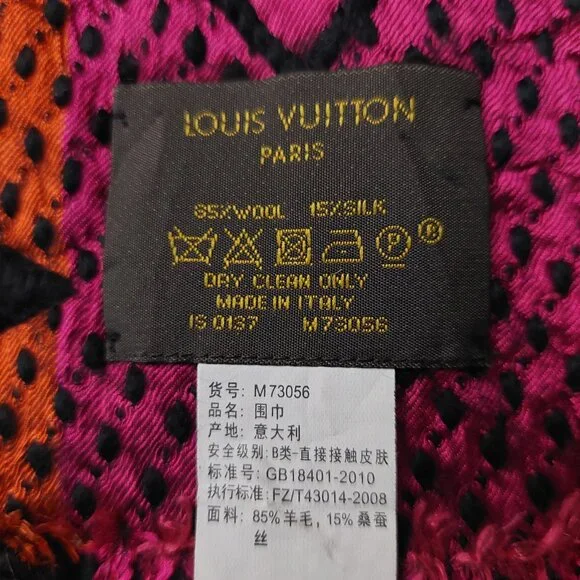 LOUIS VUITTON
PARIS
85%WOOL 15%SILK
P ®
DRY CLEAN ONLY
MADE IN ITALY
IS 0137 M73056
货号: M73056
品名: 围巾
产地: 意大利
安全级别: B类-直接接触皮肤
标准号: GB18401-2010
执行标准: FZ/T43014-2008
面料: 85%羊毛, 15%桑蚕
丝